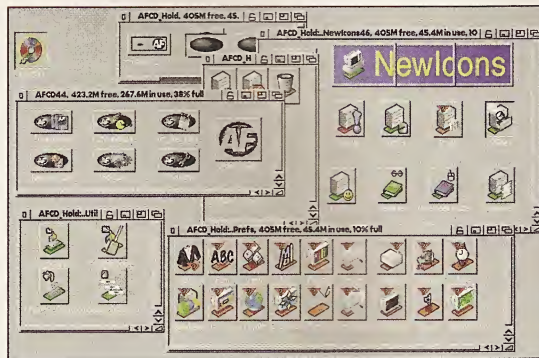 AFCD_Hold, 405M free, 45.
AFCD_Hold:..NewIcons46, 405M free, 45.4M in use, 10
NewIcons
AFCD_H
AFCD44, 423.2M free, 267.6M in use, 38% full
AF
AF
AFCD_Hold:..Util
AFCD_Hold:..Prefs, 405M free, 45.4M in use, 10% full
ABC